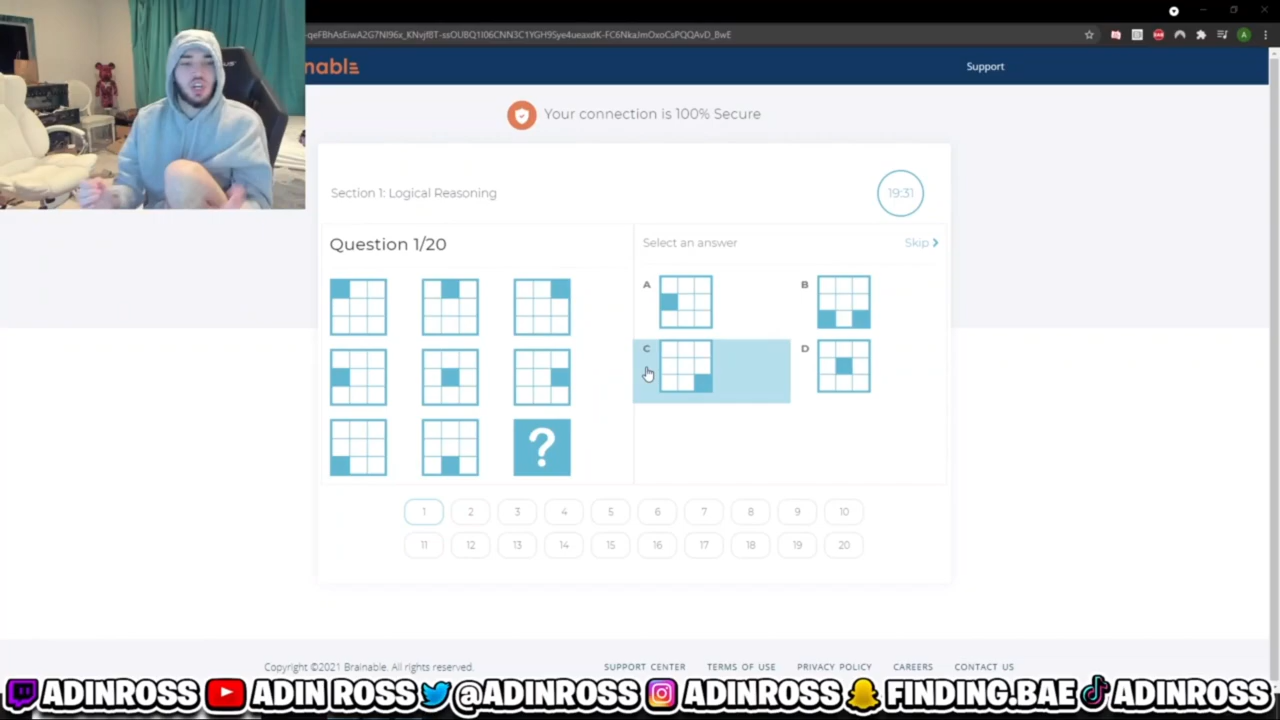 Support
Your connection is 100% Secure
Section 1: Logical Reasoning
19:31
Question 1/20
Select an answer
Skip
A
B
C
D
?
1 2 3 4 5 6 7 8 9 10
11 12 13 14 15 16 17 18 19 20
Copyright ©2021 Brainable. All rights reserved.
SUPPORT CENTER TERMS OF USE PRIVACY POLICY CAREERS CONTACT US
ADINROSS ADIN ROSS @ADINROSS ADINROSS FINDING.BAE ADINROSS